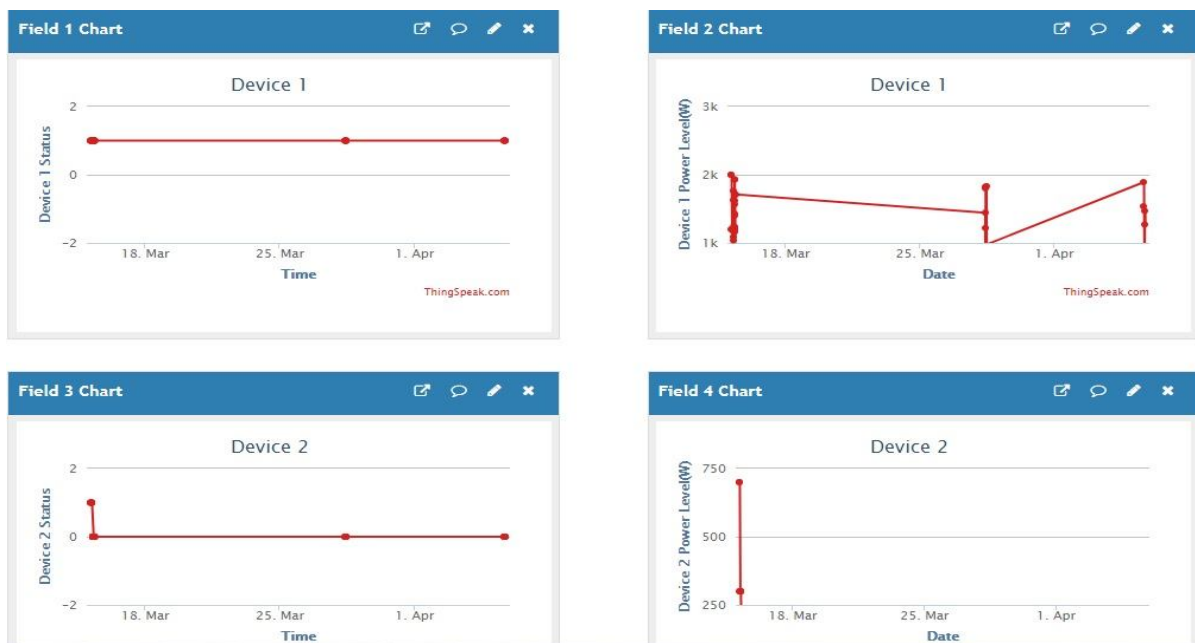 Field 1 Chart
Device 1
Device 1 Status
2
0
-2
18. Mar
25. Mar
1. Apr
Time
ThingSpeak.com
Field 2 Chart
Device 1
Device 1 Power Level(W)
3k
2k
1k
18. Mar
25. Mar
1. Apr
Date
ThingSpeak.com
Field 3 Chart
Device 2
Device 2 Status
2
0
-2
18. Mar
25. Mar
1. Apr
Time
Field 4 Chart
Device 2
Device 2 Power Level(W)
750
500
250
18. Mar
25. Mar
1. Apr
Date